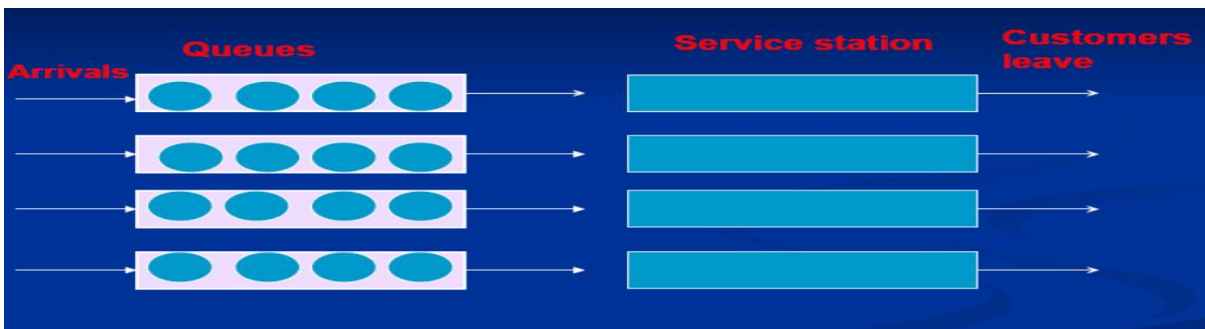 Arrivals
Queues
Service station
Customers
leave